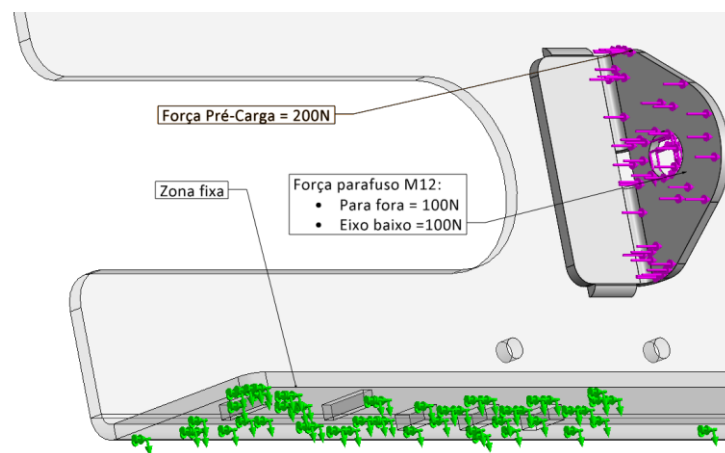 Força Pré-Carga = 200N
Zona fixa
Força parafuso M12:
• Para fora = 100N
• Eixo baixo =100N